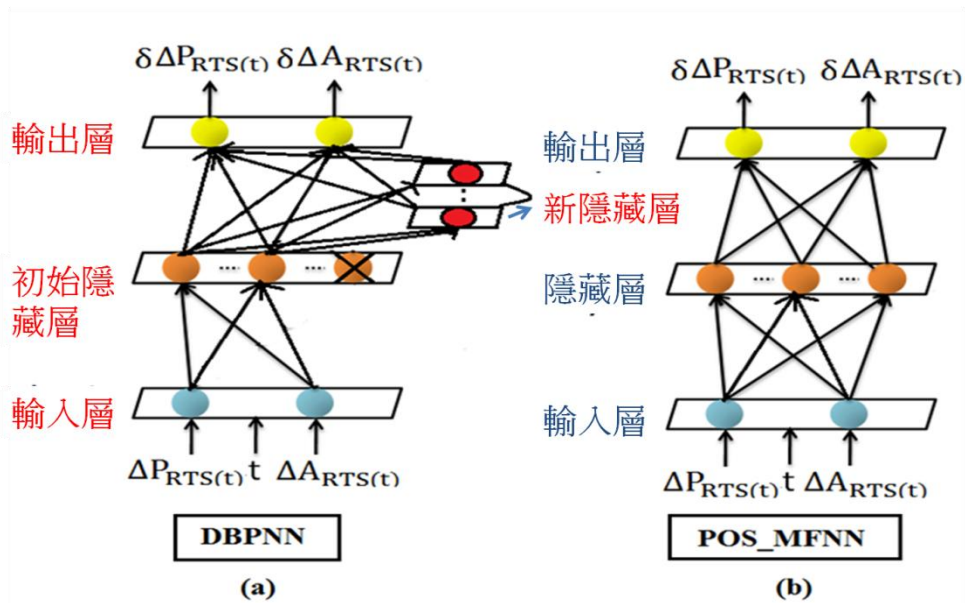 δΔP_RTS(t) δΔA_RTS(t)
輸出層
新隱藏層
初始隱
藏層
輸入層
ΔP_RTS(t) t ΔA_RTS(t)
DBPNN
(a)
δΔP_RTS(t) δΔA_RTS(t)
輸出層
隱藏層
輸入層
ΔP_RTS(t) t ΔA_RTS(t)
POS_MFNN
(b)